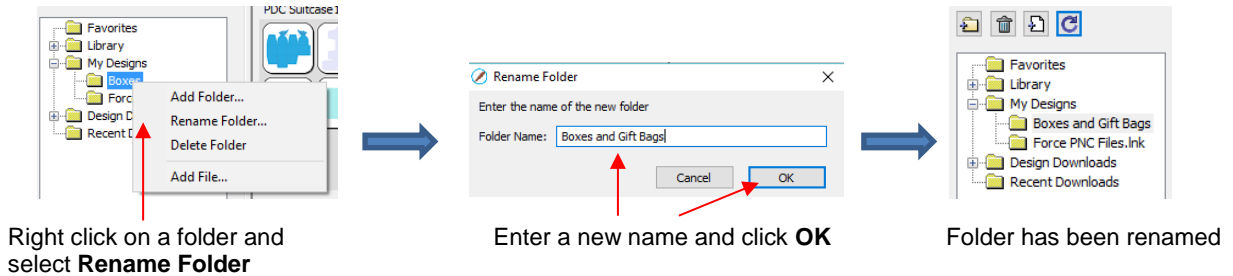 PDC Suitcase
Favorites
Library
My Designs
Boxes
Forc
Design D
Recent D
Add Folder...
Rename Folder...
Delete Folder
Add File...
Rename Folder
Enter the name of the new folder
Folder Name: Boxes and Gift Bags
Cancel OK
Favorites
Library
My Designs
Boxes and Gift Bags
Force PNC Files.lnk
Design Downloads
Recent Downloads
Right click on a folder and
select Rename Folder
Enter a new name and click OK
Folder has been renamed